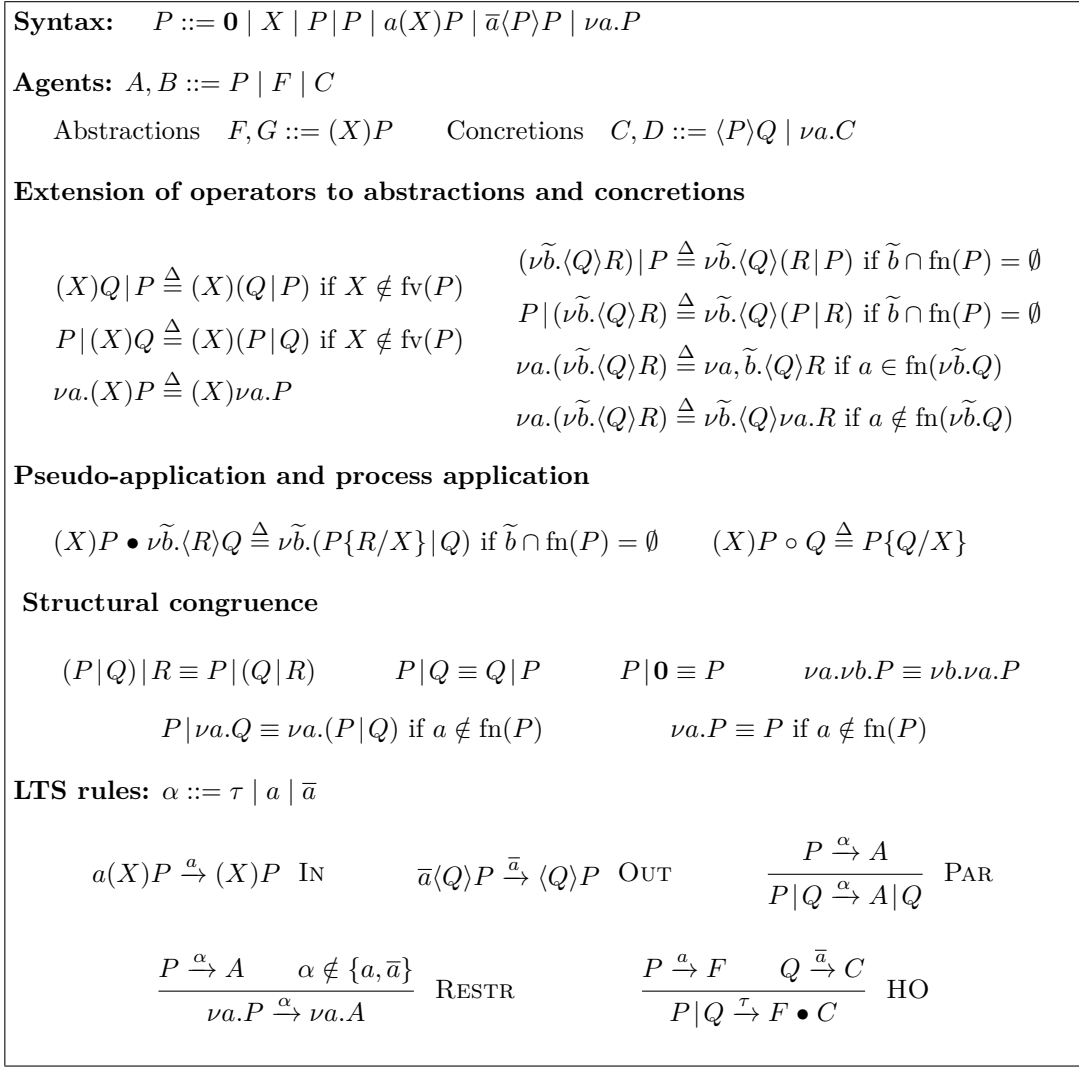 Syntax: P ::= 𝟎 | X | P | P | a(X)P | a̅⟨P⟩P | νa.P
Agents: A, B ::= P | F | C
Abstractions F, G ::= (X)P Concretions C, D ::= ⟨P⟩Q | νa.C
Extension of operators to abstractions and concretions
(X)Q | P ≜ (X)(Q | P) if X ∉ fv(P)
P | (X)Q ≜ (X)(P | Q) if X ∉ fv(P)
νa.(X)P ≜ (X)νa.P
(νb̃.⟨Q⟩R) | P ≜ νb̃.⟨Q⟩(R | P) if b̃ ∩ fn(P) = ∅
P | (νb̃.⟨Q⟩R) ≜ νb̃.⟨Q⟩(P | R) if b̃ ∩ fn(P) = ∅
νa.(νb̃.⟨Q⟩R) ≜ νa, b̃.⟨Q⟩R if a ∈ fn(νb̃.Q)
νa.(νb̃.⟨Q⟩R) ≜ νb̃.⟨Q⟩νa.R if a ∉ fn(νb̃.Q)
Pseudo-application and process application
(X)P • νb̃.⟨R⟩Q ≜ νb̃.(P{R/X} | Q) if b̃ ∩ fn(P) = ∅ (X)P ∘ Q ≜ P{Q/X}
Structural congruence
(P | Q) | R ≡ P | (Q | R) P | Q ≡ Q | P P | 𝟎 ≡ P νa.νb.P ≡ νb.νa.P
P | νa.Q ≡ νa.(P | Q) if a ∉ fn(P) νa.P ≡ P if a ∉ fn(P)
LTS rules: α ::= τ | a | a̅
a(X)P →ᵃ (X)P In
a̅⟨Q⟩P →a̅ ⟨Q⟩P Out
P →α A
P | Q →α A | Q Par
P →α A α ∉ {a, a̅}
νa.P →α νa.A Restr
P →ᵃ F Q →a̅ C
P | Q →τ F • C HO